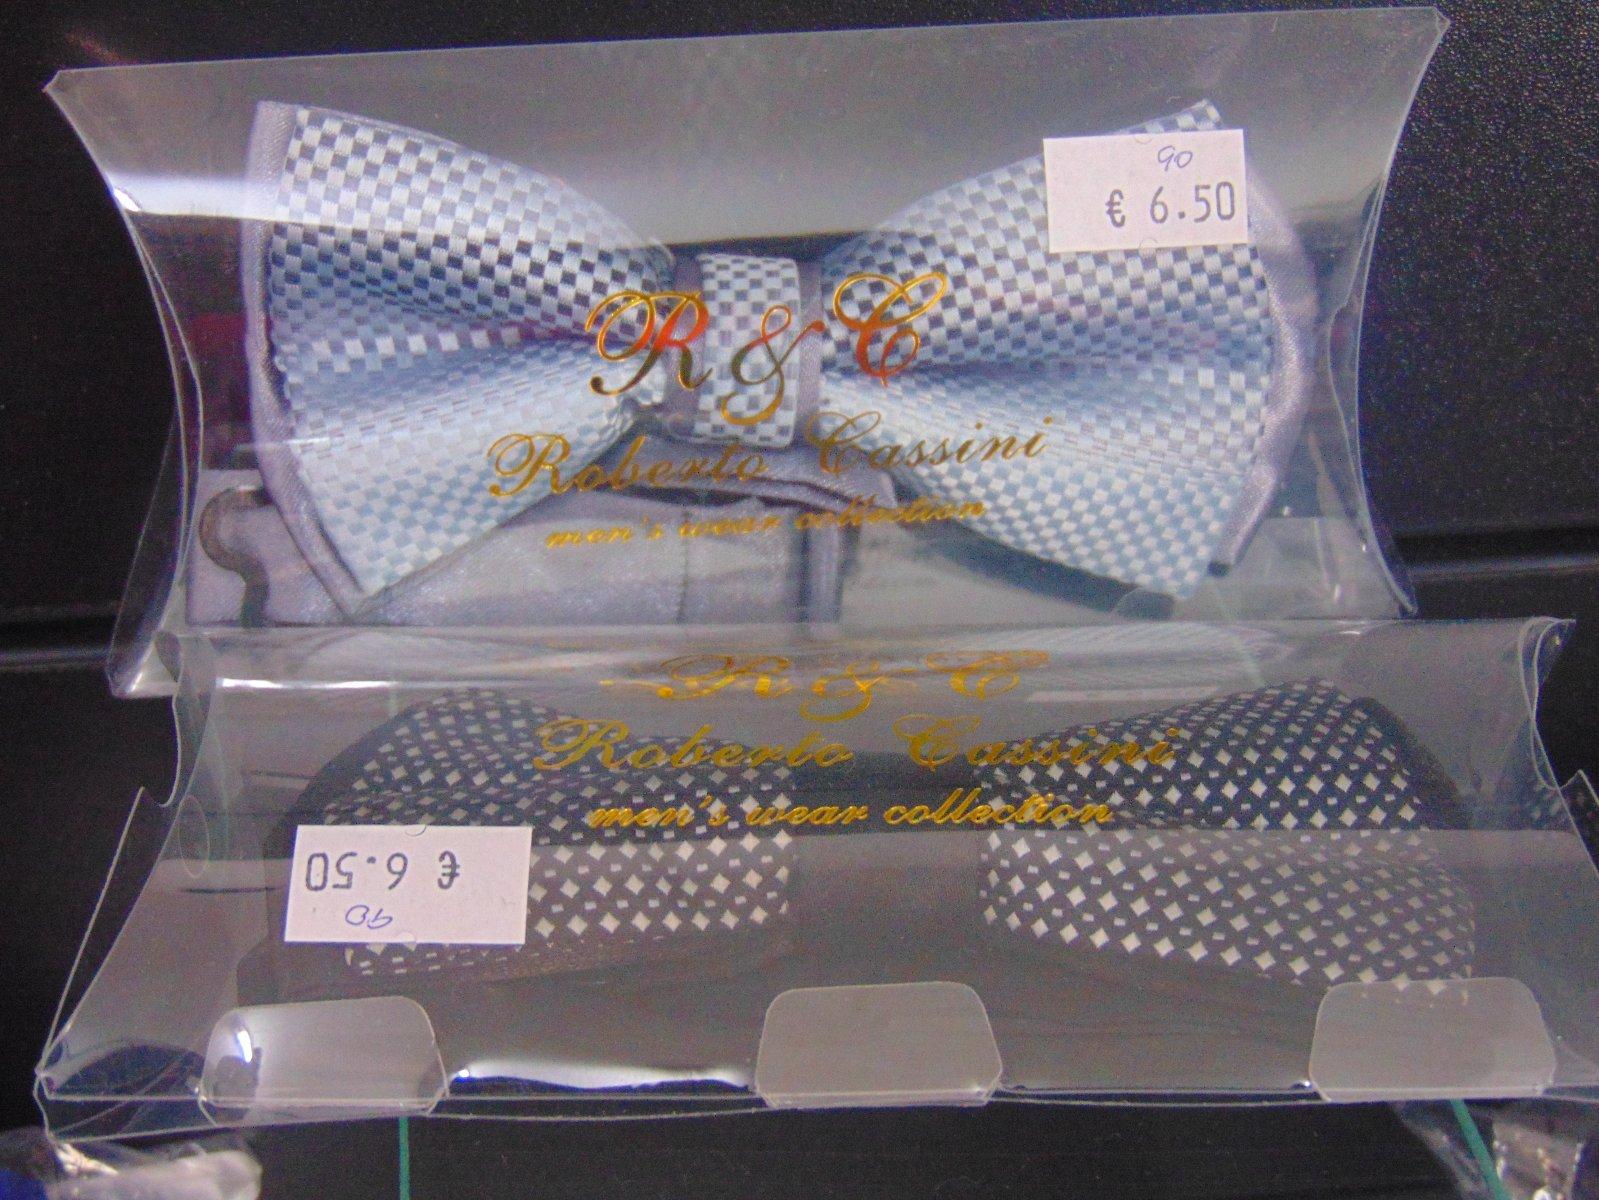 90
€ 6.50
R & C
Roberto Cassini
men's wear collection
R & C
Roberto Cassini
men's wear collection
€ 6.50
90